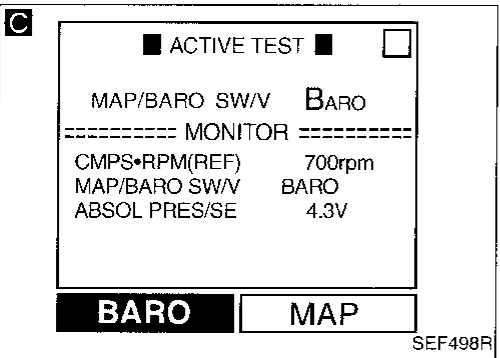 C
■ ACTIVE TEST ■
MAP/BARO SW/V BARO
========== MONITOR ==========
CMPS•RPM(REF) 700rpm
MAP/BARO SW/V BARO
ABSOL PRES/SE 4.3V
BARO MAP
SEF498R